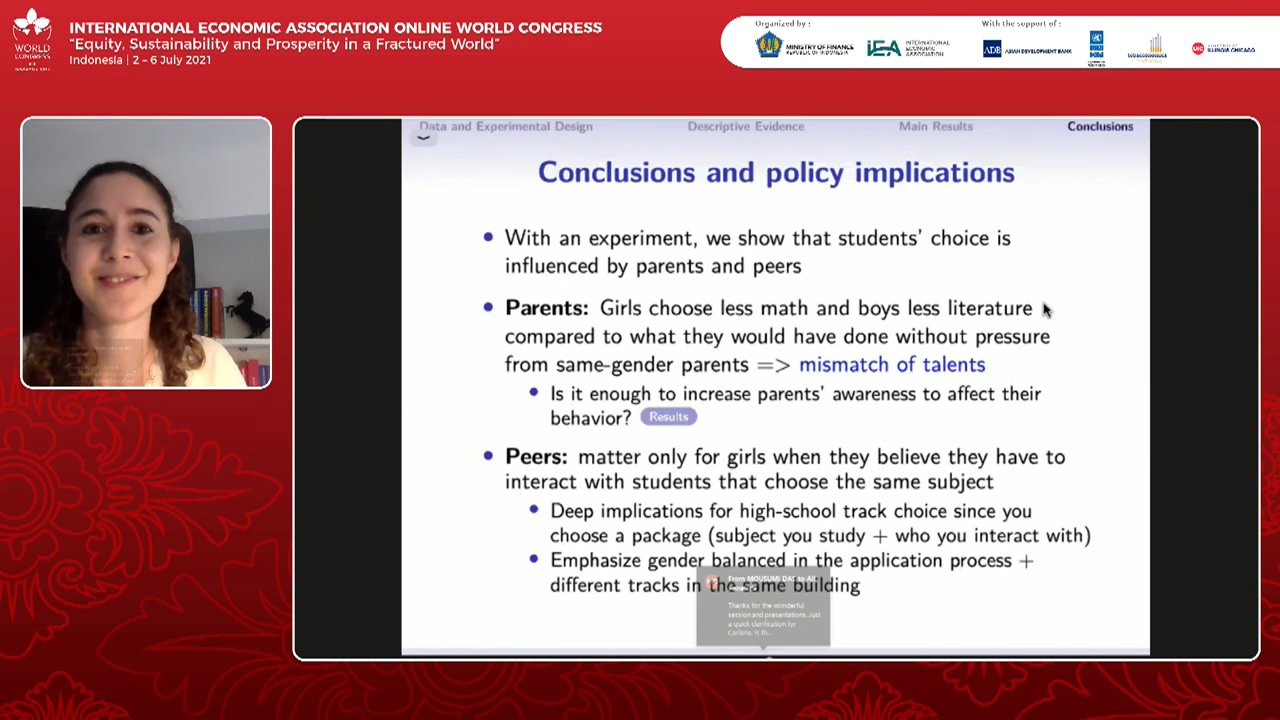 INTERNATIONAL ECONOMIC ASSOCIATION ONLINE WORLD CONGRESS
"Equity, Sustainability and Prosperity in a Fractured World"
Indonesia | 2 - 6 July 2021
WORLD
CONGRESS
Organized by :
MINISTRY OF FINANCE
REPUBLIC OF INDONESIA
iEA
INTERNATIONAL
ECONOMIC
ASSOCIATION
With the support of :
ADB
ASIAN DEVELOPMENT BANK
UIC
ILLINOIS CHICAGO
Data and Experimental Design
Descriptive Evidence
Main Results
Conclusions
Conclusions and policy implications
• With an experiment, we show that students' choice is
influenced by parents and peers
• Parents: Girls choose less math and boys less literature
compared to what they would have done without pressure
from same-gender parents => mismatch of talents
• Is it enough to increase parents' awareness to affect their
behavior? Results
• Peers: matter only for girls when they believe they have to
interact with students that choose the same subject
• Deep implications for high-school track choice since you
choose a package (subject you study + who you interact with)
• Emphasize gender balanced in the application process +
different tracks in the same building
From MOUSUMI DAS to All
Thanks for the wonderful
session and presentations. Just
a quick clarification for
Carlana. Is th...